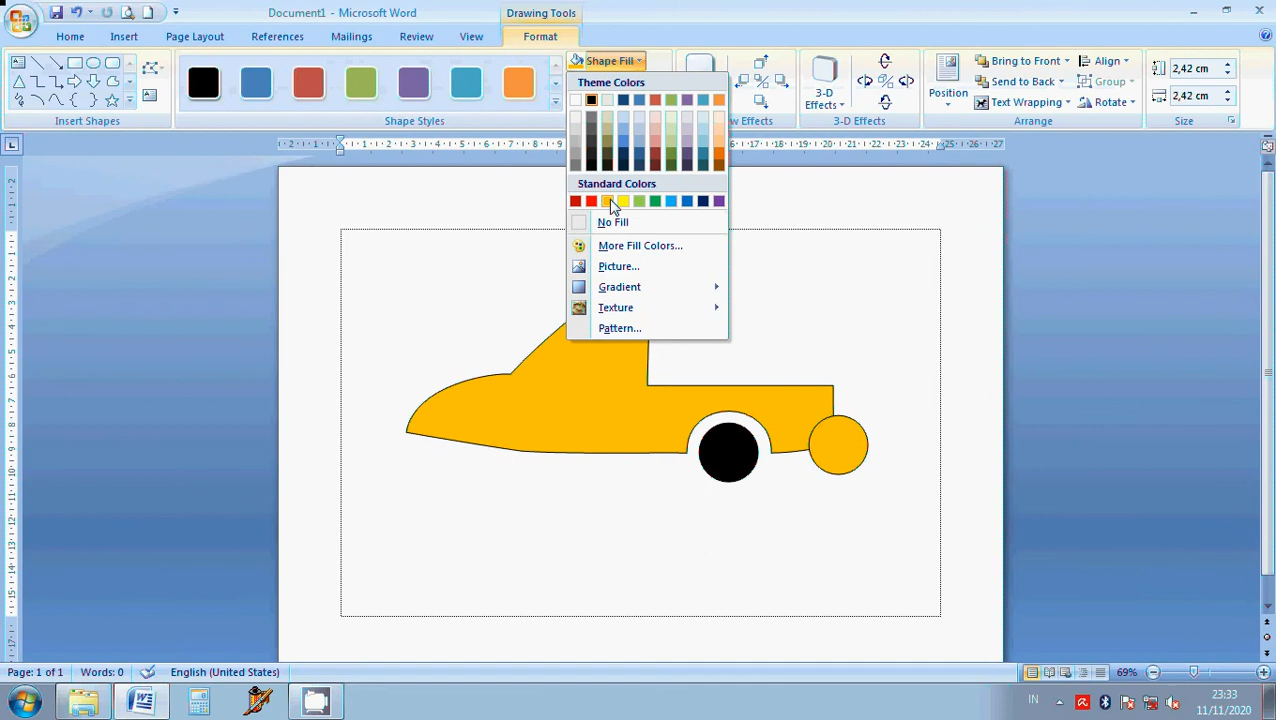 Document1 - Microsoft Word
Drawing Tools
Home Insert Page Layout References Mailings Review View Format
Shape Fill
Bring to Front Align
Send to Back Group
Text Wrapping Rotate
3-D Effects
Position
2,42 cm
2,42 cm
Insert Shapes Shape Styles w Effects 3-D Effects Arrange Size
Theme Colors
Standard Colors
No Fill
More Fill Colors...
Picture...
Gradient
Texture
Pattern...
Page: 1 of 1 Words: 0 English (United States) 69%
IN
23:33
11/11/2020